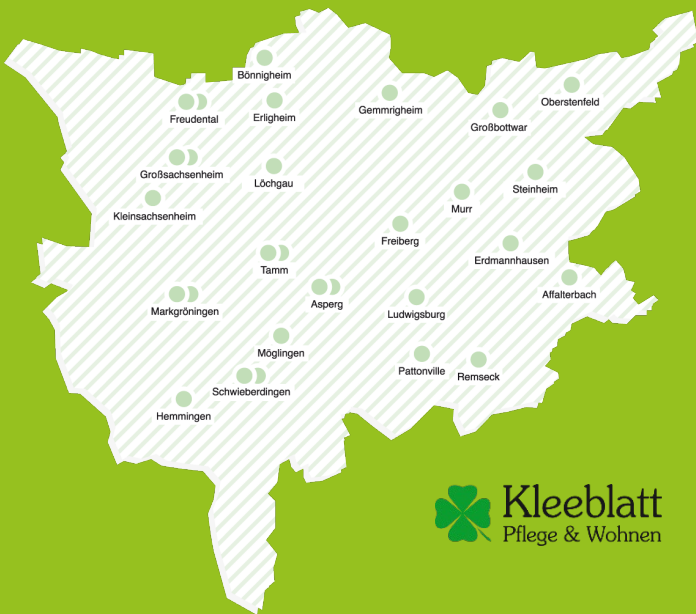 Bönnigheim
Oberstenfeld
Gemmrigheim
Erligheim
Freudental
Großbottwar
Großsachsenheim
Löchgau
Steinheim
Murr
Kleinsachsenheim
Freiberg
Erdmannhausen
Tamm
Affalterbach
Asperg
Markgröningen
Ludwigsburg
Möglingen
Pattonville
Remseck
Schwieberdingen
Hemmingen
Kleeblatt
Pflege & Wohnen